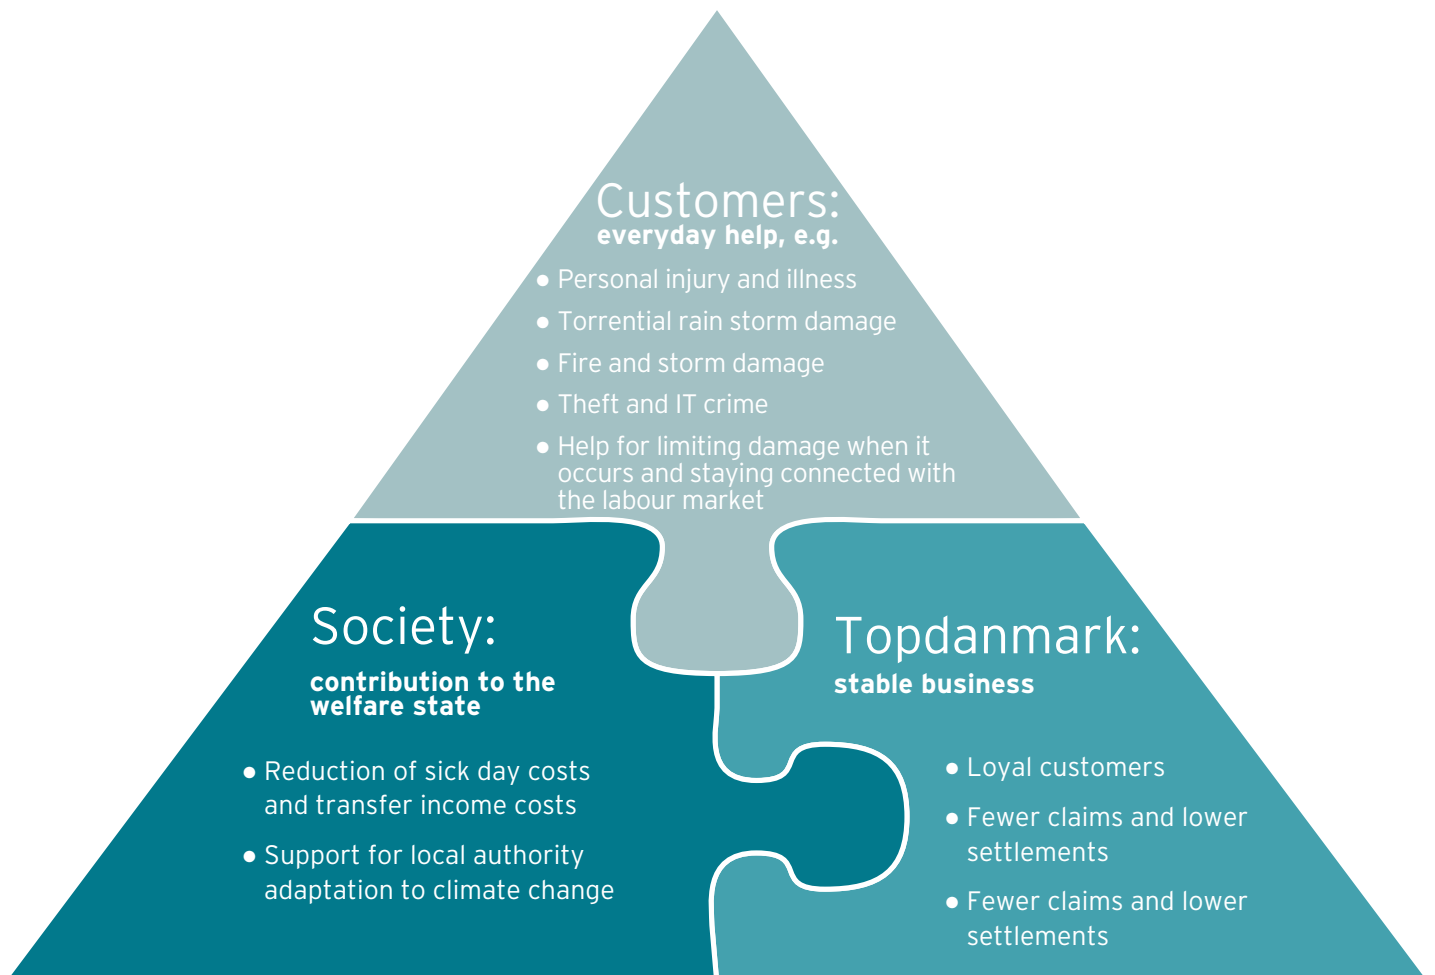 Customers:
everyday help, e.g.
• Personal injury and illness
• Torrential rain storm damage
• Fire and storm damage
• Theft and IT crime
• Help for limiting damage when it
occurs and staying connected with
the labour market
Society:
contribution to the
welfare state
• Reduction of sick day costs
and transfer income costs
• Support for local authority
adaptation to climate change
Topdanmark:
stable business
• Loyal customers
• Fewer claims and lower
settlements
• Fewer claims and lower
settlements